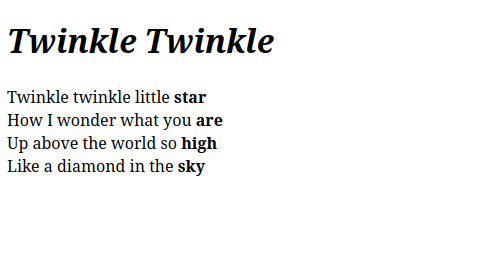 Twinkle Twinkle
Twinkle twinkle little star
How I wonder what you are
Up above the world so high
Like a diamond in the sky